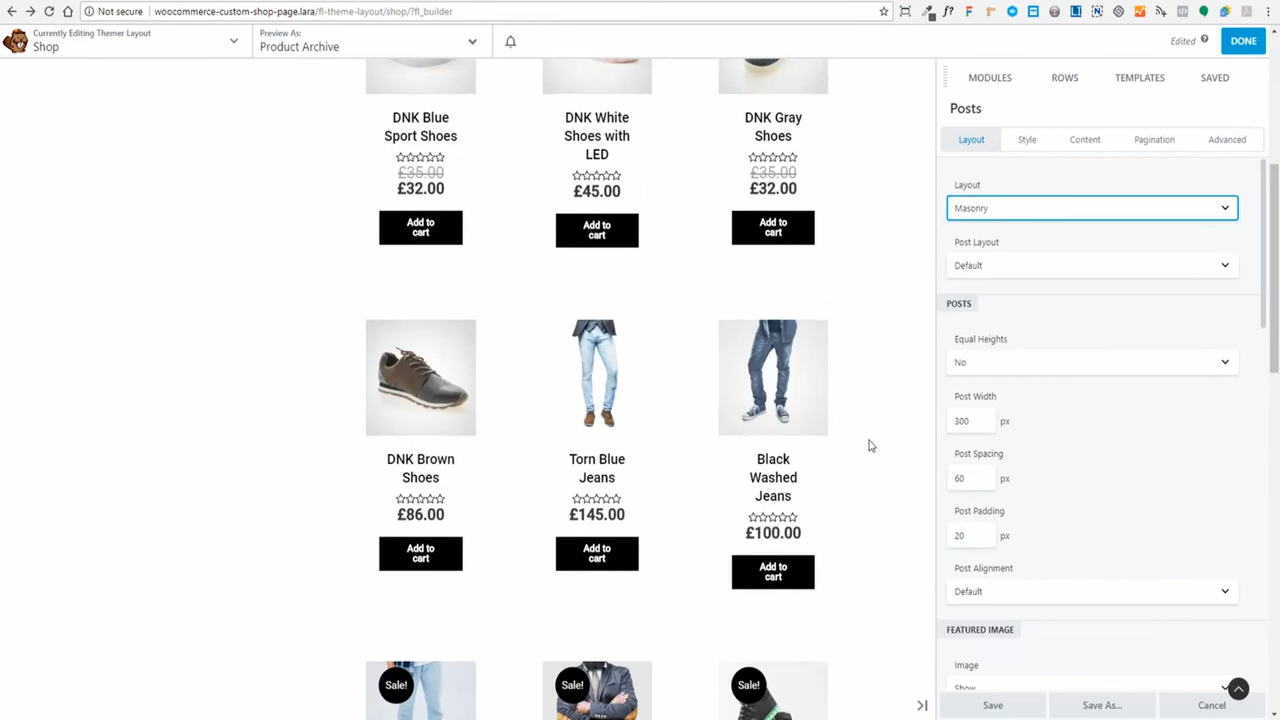 Not secure
woocommerce-custom-shop-page.lara/fl-theme-layout/shop/?fl_builder
Currently Editing Themer Layout
Shop
Preview As:
Product Archive
Edited
DONE
DNK Blue
Sport Shoes
£35.00
£32.00
Add to
cart
DNK White
Shoes with
LED
£45.00
Add to
cart
DNK Gray
Shoes
£35.00
£32.00
Add to
cart
DNK Brown
Shoes
£86.00
Add to
cart
Torn Blue
Jeans
£145.00
Add to
cart
Black
Washed
Jeans
£100.00
Add to
cart
Sale!
Sale!
Sale!
MODULES
ROWS
TEMPLATES
SAVED
Posts
Layout
Style
Content
Pagination
Advanced
Layout
Masonry
Post Layout
Default
POSTS
Equal Heights
No
Post Width
300 px
Post Spacing
60 px
Post Padding
20 px
Post Alignment
Default
FEATURED IMAGE
Image
Show
Save
Save As...
Cancel